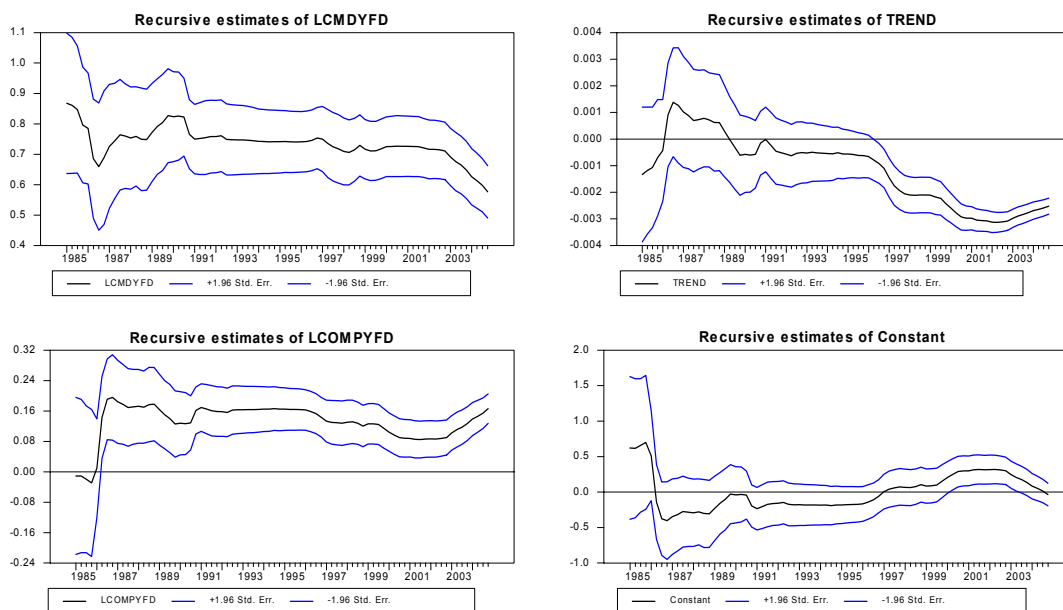 Recursive estimates of LCMDYFD
1.1
1.0
0.9
0.8
0.7
0.6
0.5
0.4
1985 1987 1989 1991 1993 1995 1997 1999 2001 2003
LCMDYFD +1.96 Std. Err. -1.96 Std. Err.
Recursive estimates of TREND
0.004
0.003
0.002
0.001
0.000
-0.001
-0.002
-0.003
-0.004
1985 1987 1989 1991 1993 1995 1997 1999 2001 2003
TREND +1.96 Std. Err. -1.96 Std. Err.
Recursive estimates of LCOMPYFD
0.32
0.24
0.16
0.08
0.00
-0.08
-0.16
-0.24
1985 1987 1989 1991 1993 1995 1997 1999 2001 2003
LCOMPYFD +1.96 Std. Err. -1.96 Std. Err.
Recursive estimates of Constant
2.0
1.5
1.0
0.5
0.0
-0.5
-1.0
1985 1987 1989 1991 1993 1995 1997 1999 2001 2003
Constant +1.96 Std. Err. -1.96 Std. Err.